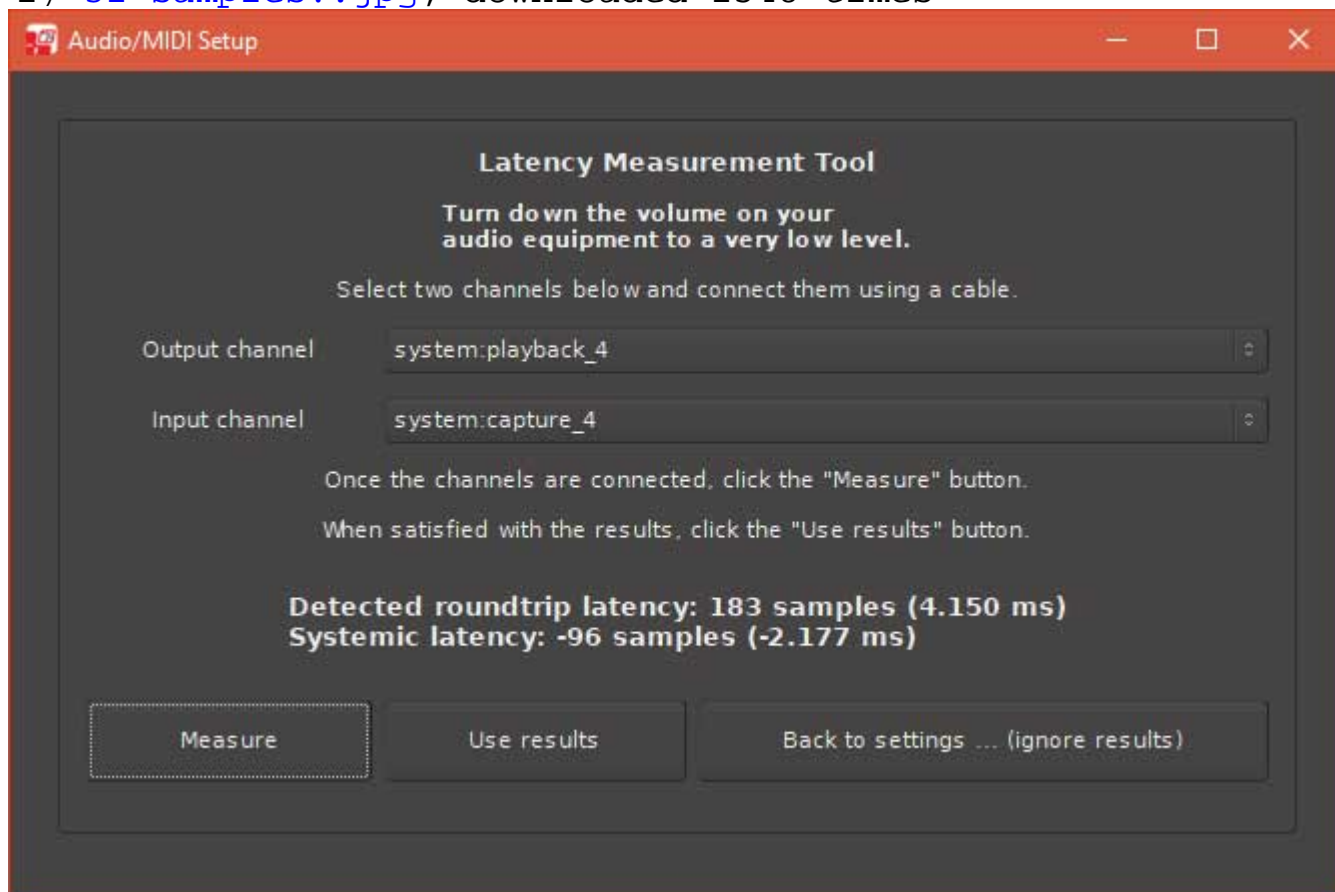 Audio/MIDI Setup
Latency Measurement Tool
Turn down the volume on your
audio equipment to a very low level.
Select two channels below and connect them using a cable.
Output channel system:playback_4
Input channel system:capture_4
Once the channels are connected, click the "Measure" button.
When satisfied with the results, click the "Use results" button.
Detected roundtrip latency: 183 samples (4.150 ms)
Systemic latency: -96 samples (-2.177 ms)
Measure Use results Back to settings ... (ignore results)